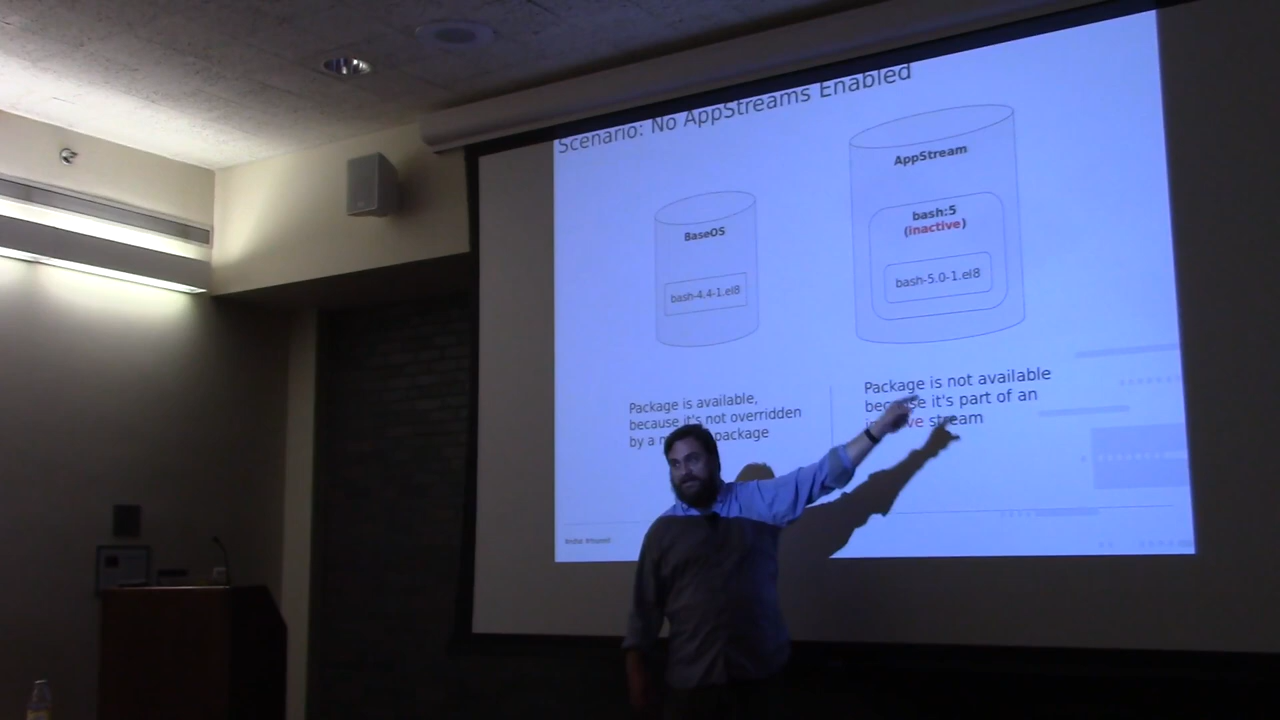 Scenario: No AppStreams Enabled
BaseOS
bash-4.4-1.el8
Package is available,
because it's not overridden
by a package
AppStream
bash:5
(inactive)
bash-5.0-1.el8
Package is not available
because it's part of an
stream